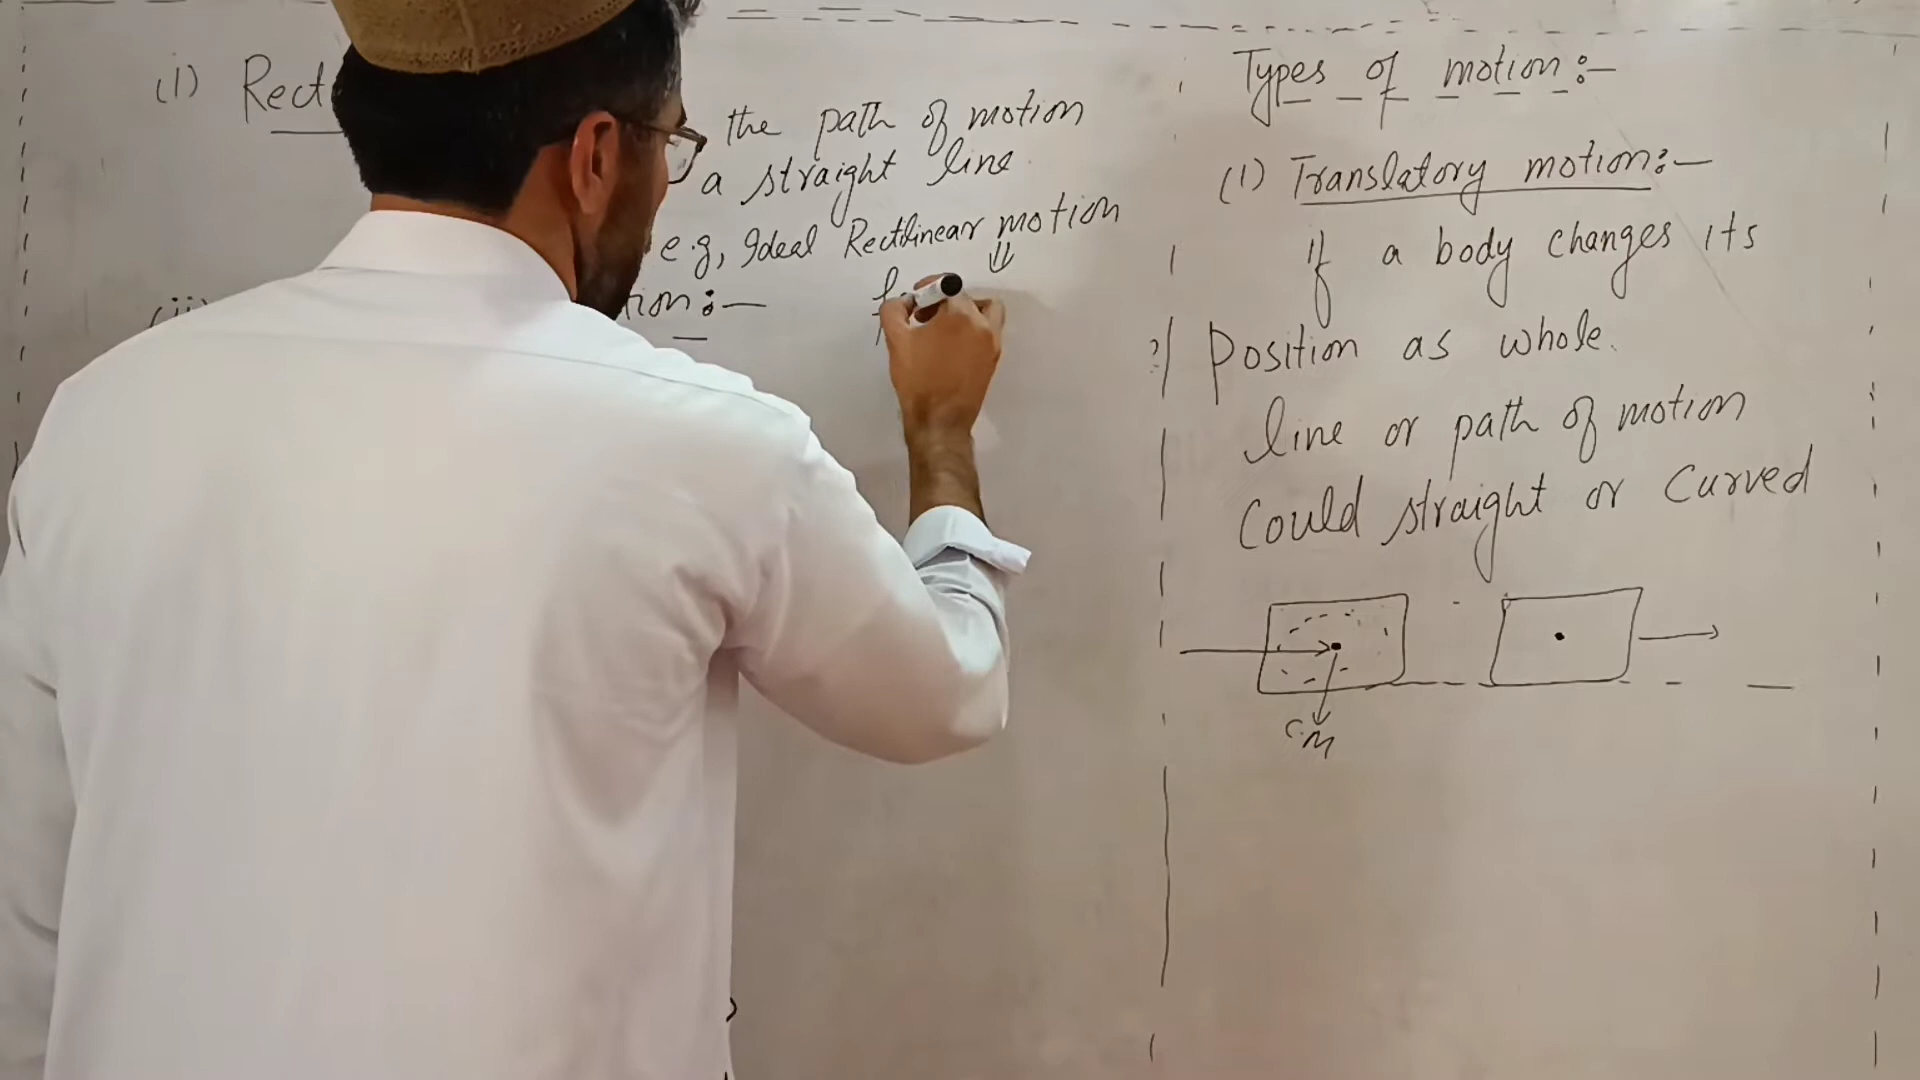 (i) Rect
the path of motion
a straight line
e.g, Ideal Rectlinear motion
(ii) tion:-
Types of motion:-
(1) Translatory motion:-
If a body changes its
Position as whole.
line or path of motion
Could straight or Curved
C.M